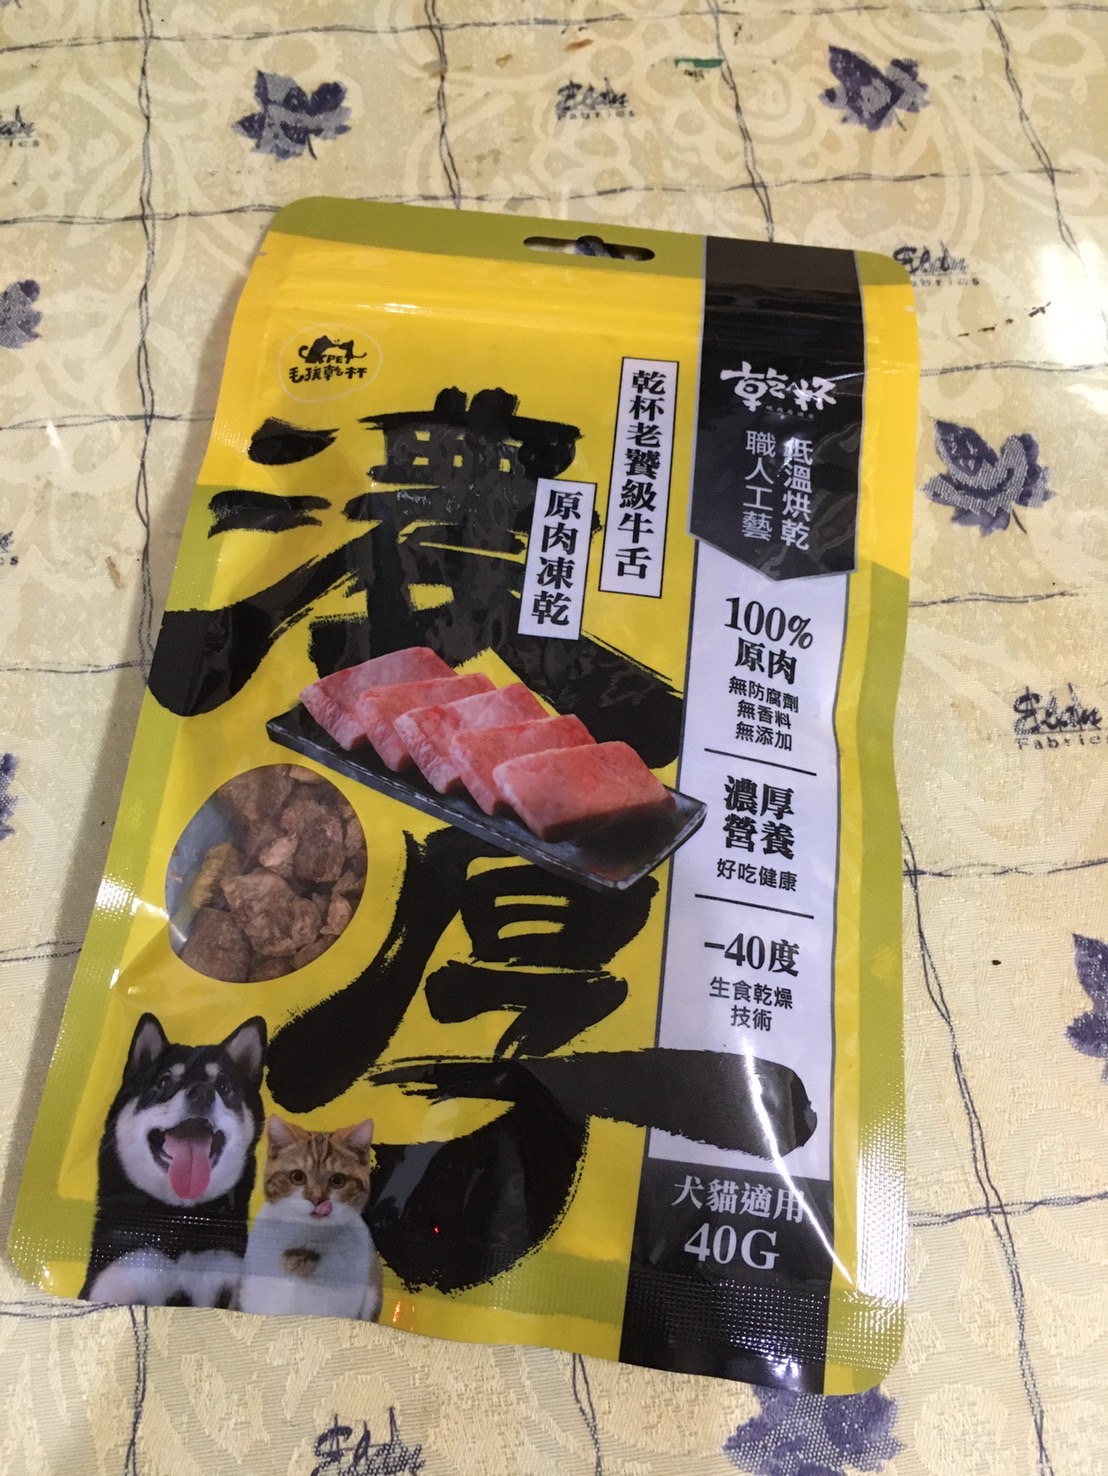 PET
毛孩乾杯
乾杯老饕級牛舌
原肉凍乾
濃厚
乾杯
低溫烘乾
職人工藝
100%
原肉
無防腐劑
無香料
無添加
濃厚
營養
好吃健康
-40度
生食乾燥
技術
犬貓適用
40G
Elan
Fabrics